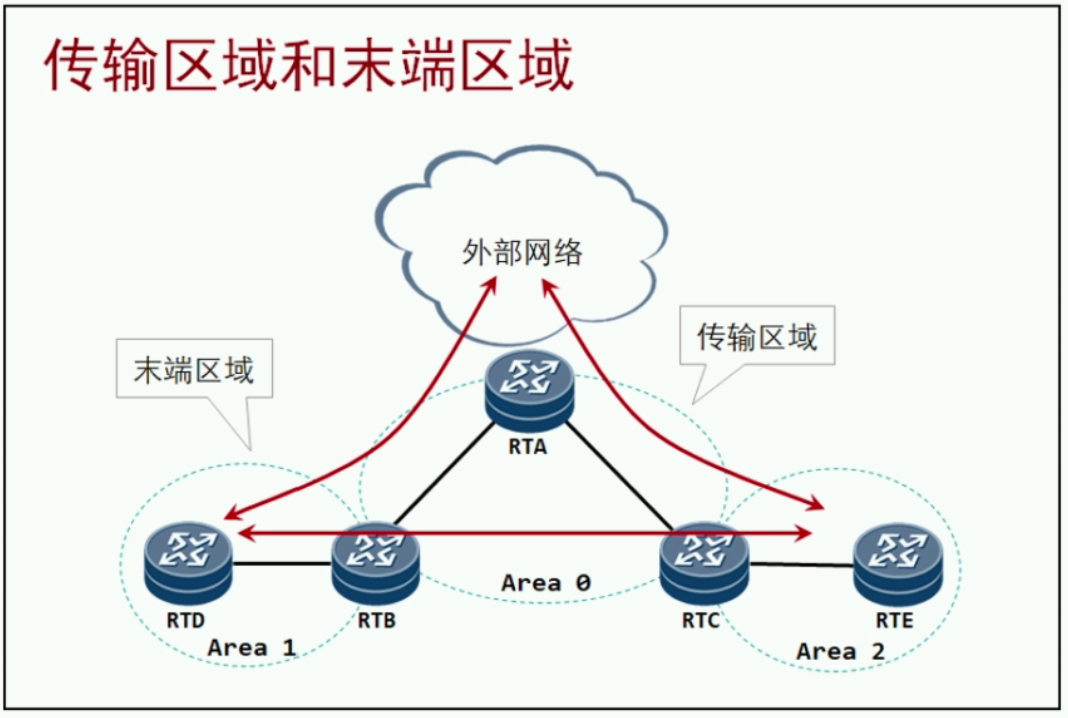 传输区域和末端区域
外部网络
传输区域
末端区域
RTA
RTD
RTB
RTC
RTE
Area 0
Area 1
Area 2